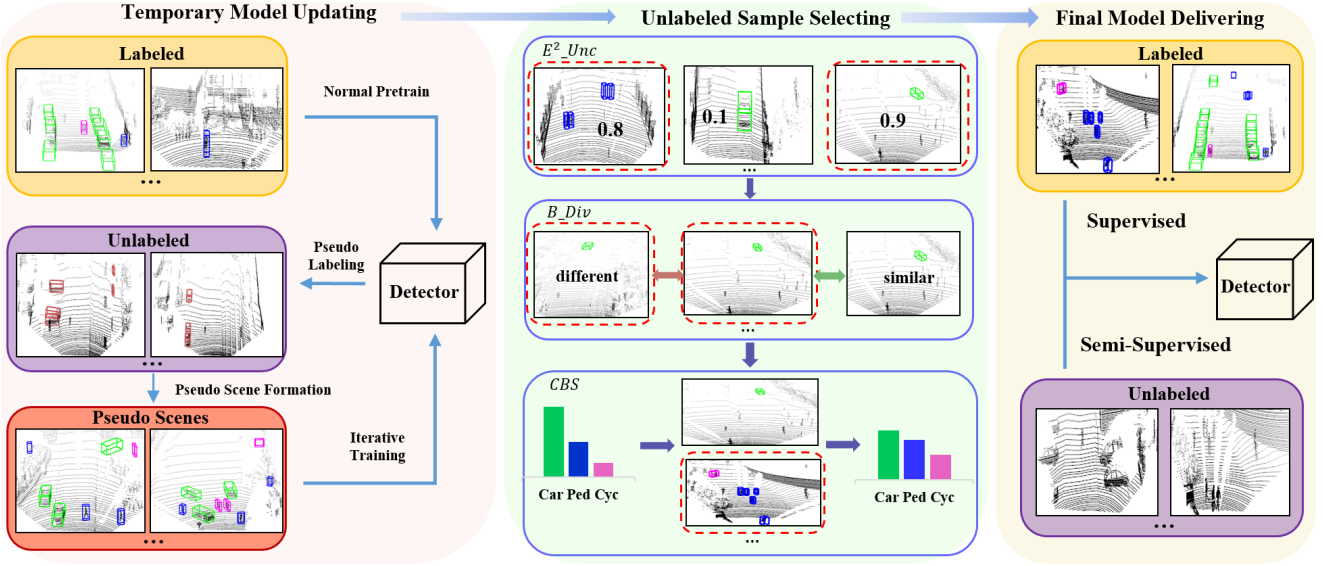 Temporary Model Updating
Labeled
...
Normal Pretrain
Unlabeled
...
Pseudo
Labeling
Detector
Pseudo Scene Formation
Pseudo Scenes
...
Iterative
Training
Unlabeled Sample Selecting
E²_Unc
0.8
0.1
0.9
...
B_Div
different
similar
...
CBS
Car Ped Cyc
...
Car Ped Cyc
Final Model Delivering
Labeled
...
Supervised
Detector
Semi-Supervised
Unlabeled
...